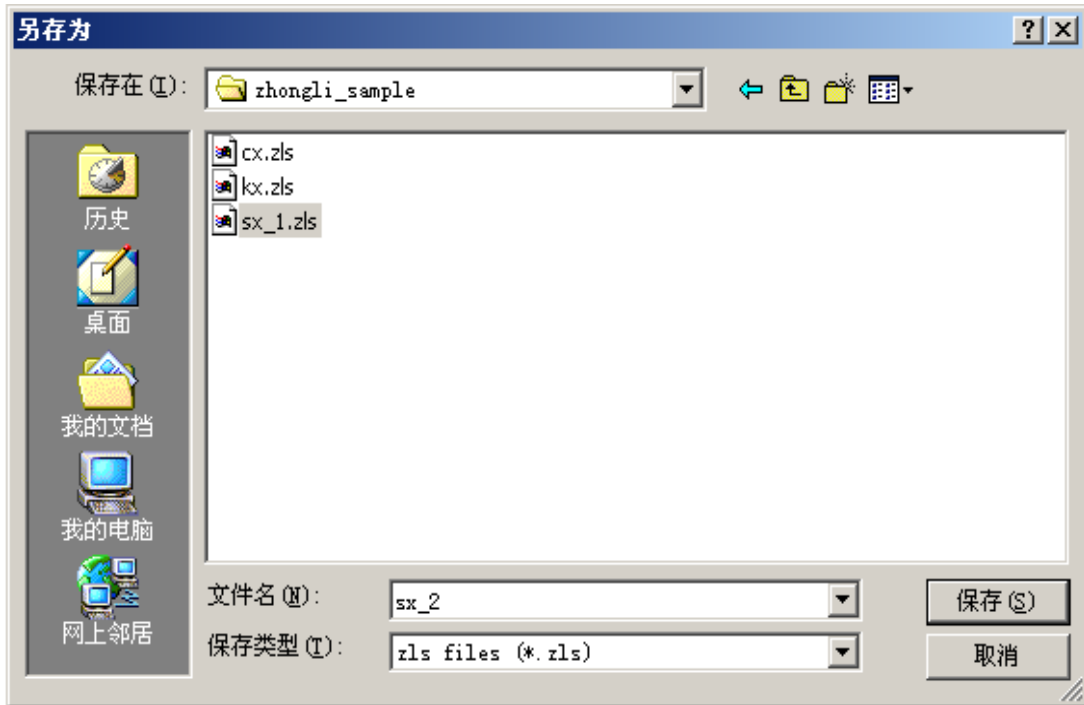 另存为
保存在(I):
zhongli_sample
cx.zls
kx.zls
sx_1.zls
历史
桌面
我的文档
我的电脑
网上邻居
文件名(N):
sx_2
保存(S)
保存类型(T):
zls files (*.zls)
取消